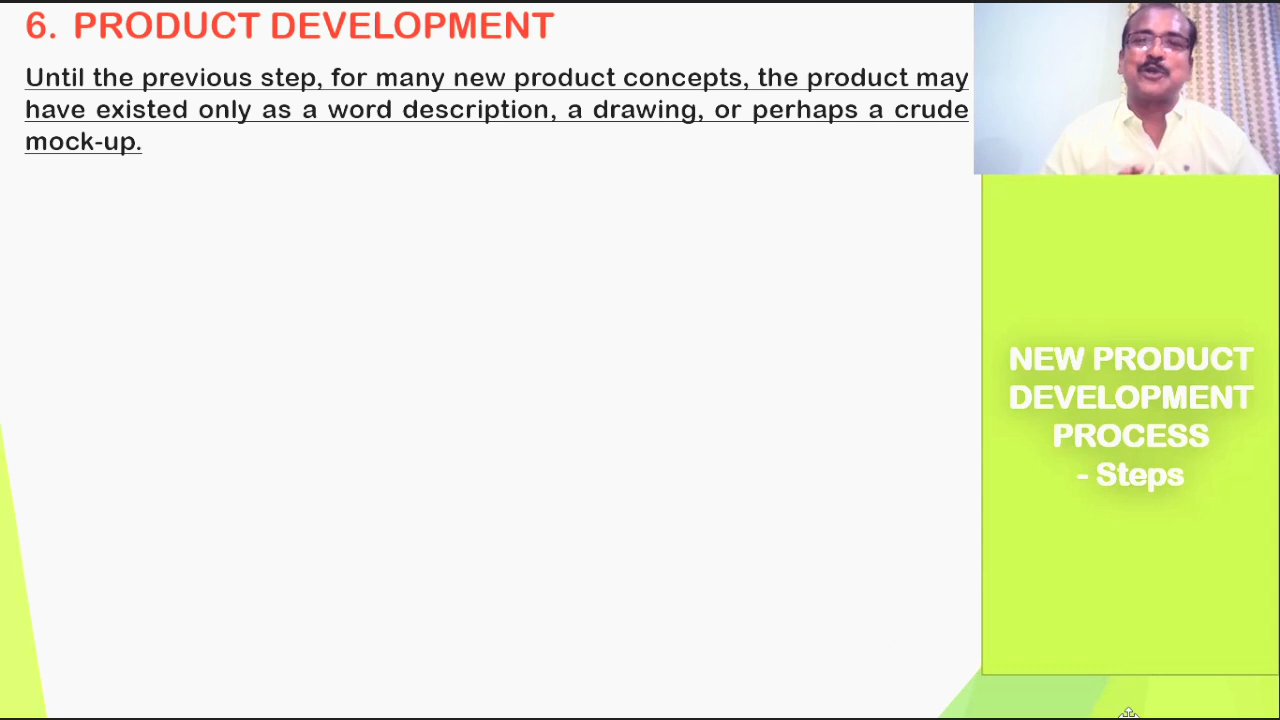 6. PRODUCT DEVELOPMENT
Until the previous step, for many new product concepts, the product may
have existed only as a word description, a drawing, or perhaps a crude
mock-up.
NEW PRODUCT
DEVELOPMENT
PROCESS
- Steps